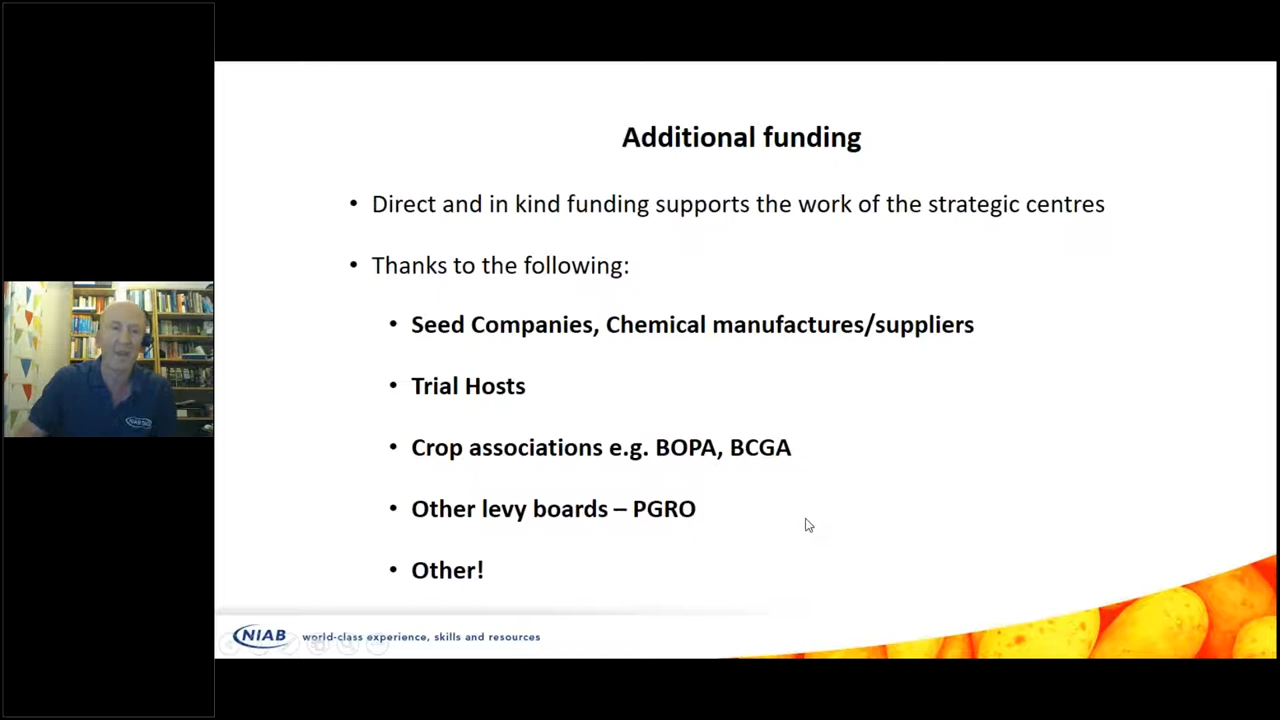 Additional funding
• Direct and in kind funding supports the work of the strategic centres
• Thanks to the following:
• Seed Companies, Chemical manufactures/suppliers
• Trial Hosts
• Crop associations e.g. BOPA, BCGA
• Other levy boards – PGRO
• Other!
NIAB world-class experience, skills and resources
NIAB